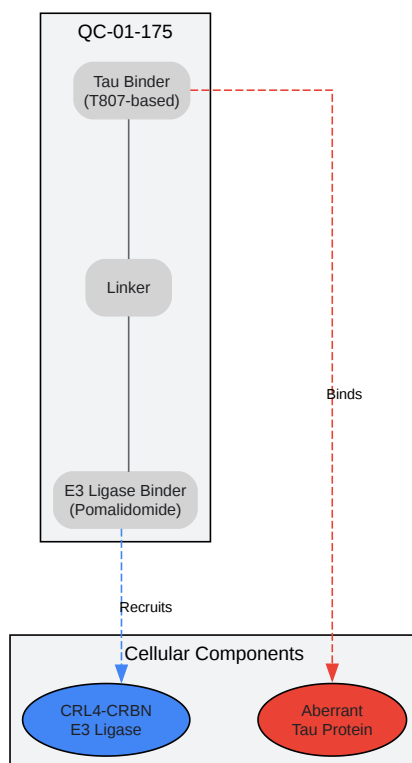 QC-01-175
Tau Binder
(T807-based)
Linker
Binds
E3 Ligase Binder
(Pomalidomide)
Recruits
Cellular Components
CRL4-CRBN
E3 Ligase
Aberrant
Tau Protein